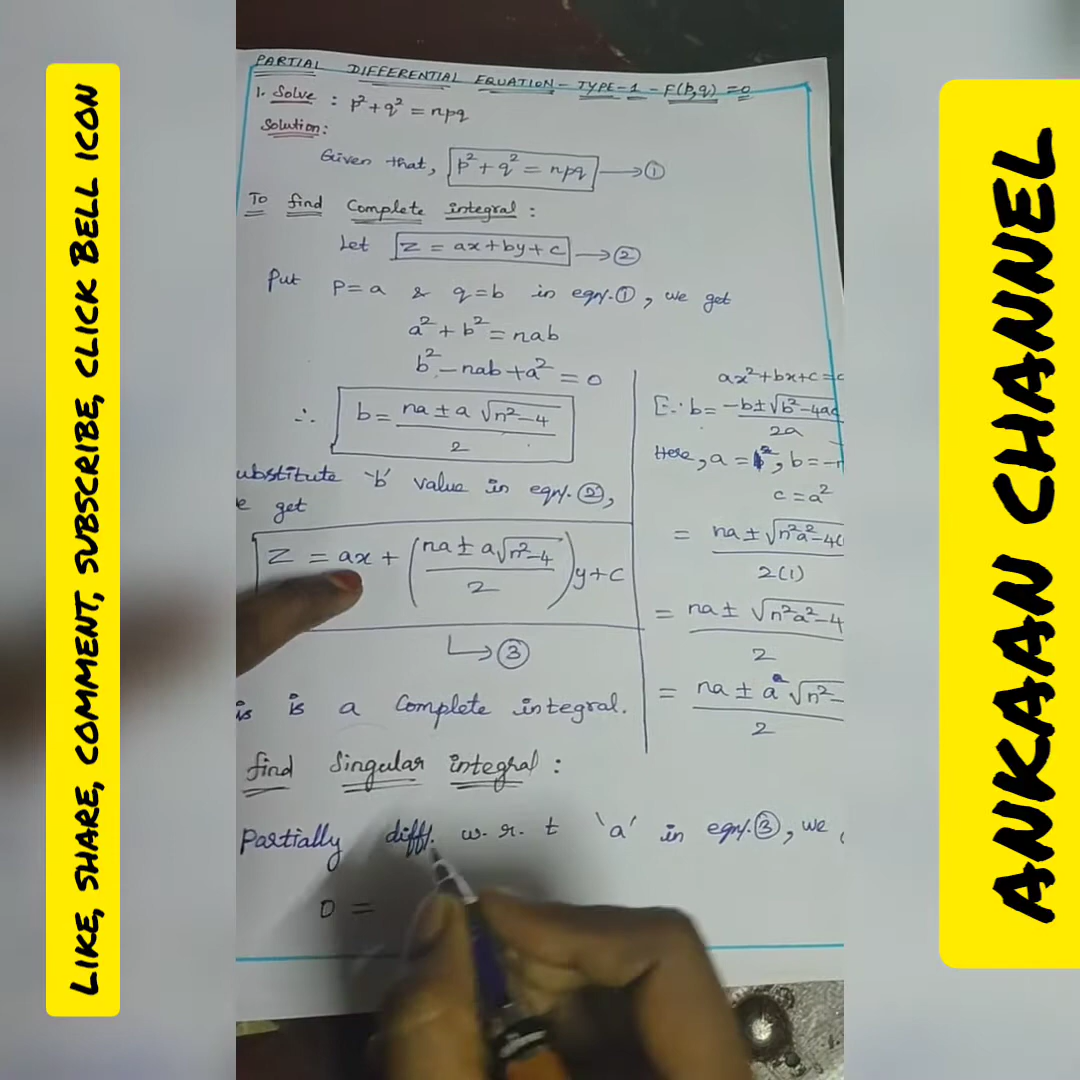 LIKE, SHARE, COMMENT, SUBSCRIBE, CLICK BELL ICON
PARTIAL DIFFERENTIAL EQUATION - TYPE-1 - F(p,q) = 0
1. Solve : p² + q² = npq
Solution:
Given that, p² + q² = npq → ①
To find Complete integral :
Let z = ax + by + c → ②
Put p = a & q = b in eqn.①, we get
a² + b² = nab
b² - nab + a² = 0
∴ b = (na ± a √(n²-4)) / 2
ubstitute 'b' value in eqn.②,
e get
Z = ax + ((na ± a√(n²-4)) / 2) y + c
→ ③
is is a Complete integral.
find Singular integral :
Partially diff. w.r.t 'a' in eqn.③, we
0 =
ax² + bx + c =
[∵ b = (-b ± √(b² - 4ac)) / 2a
Here, a = , b = -n
c = a²
= (na ± √(n²a² - 4( ) / 2(1)
= (na ± √(n²a² - 4 ) / 2
= (na ± a √(n² - ) / 2
ANKAAN CHANNEL